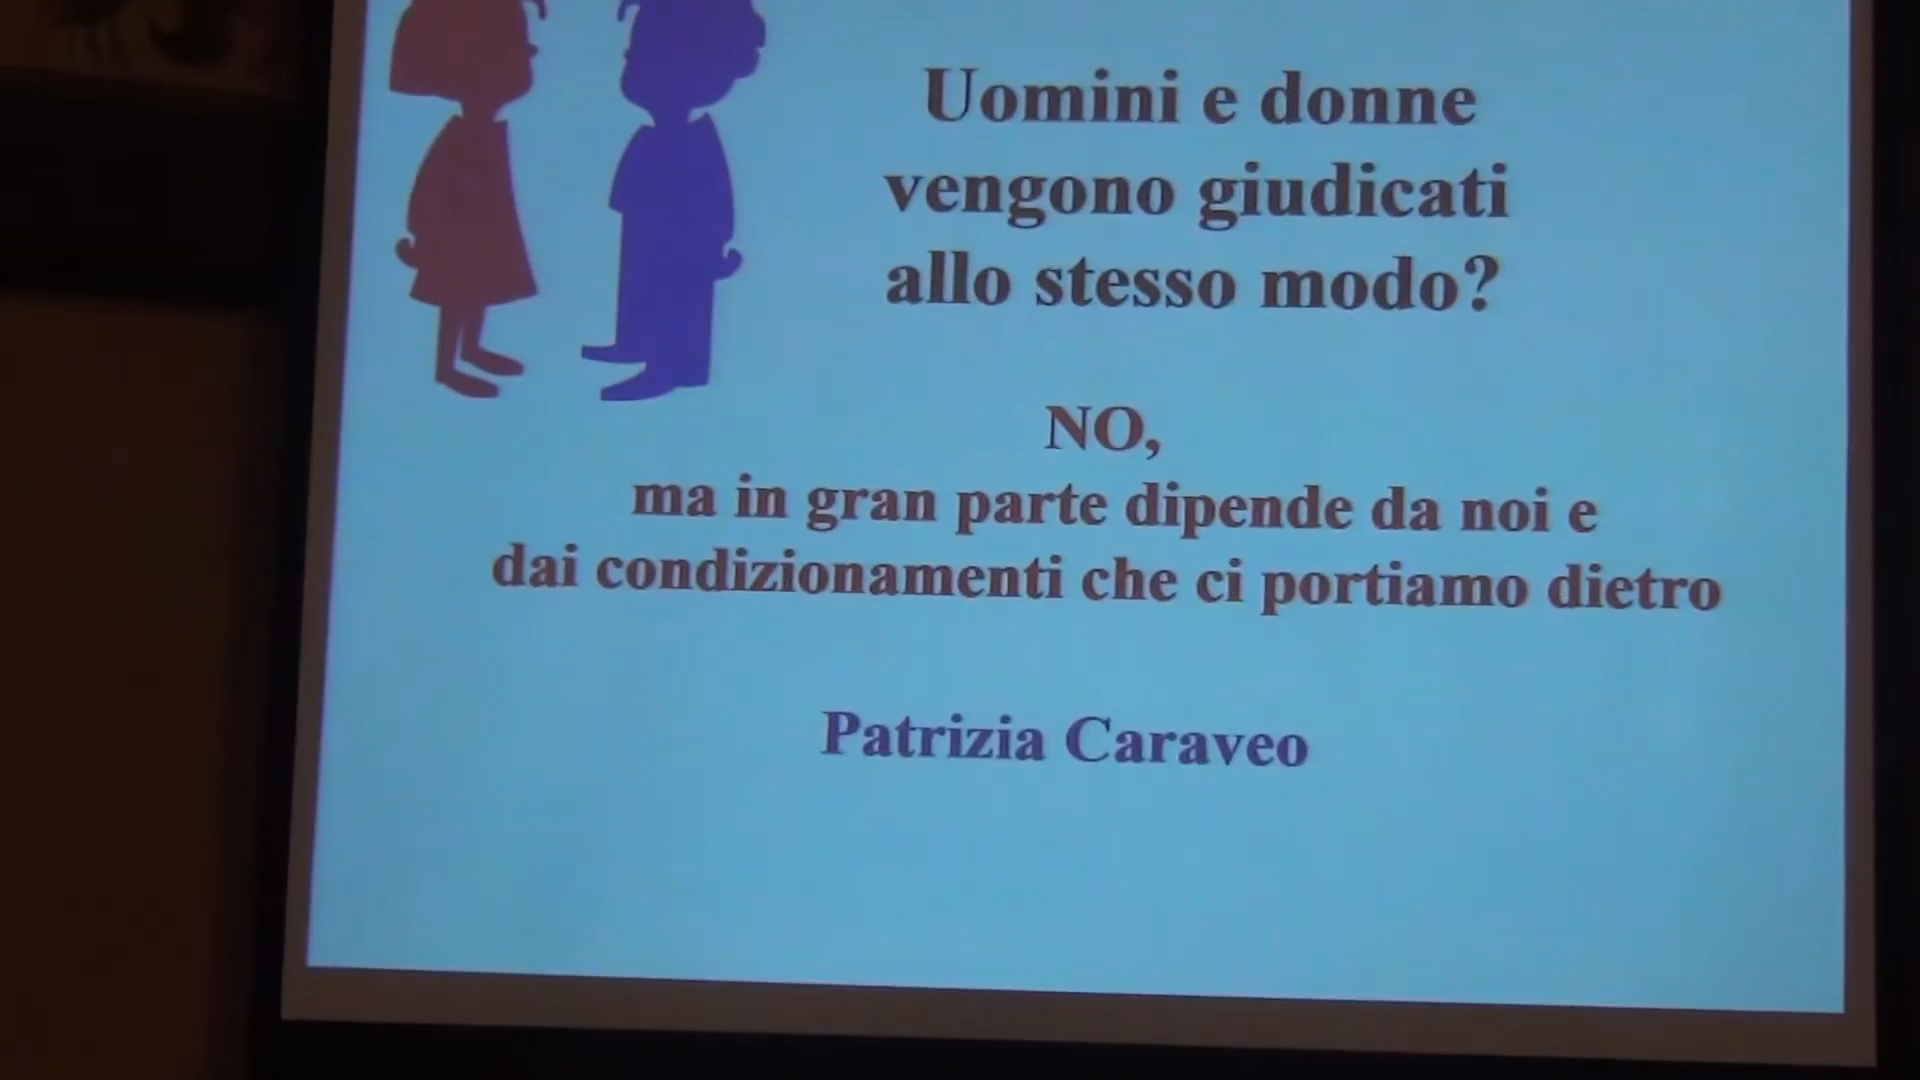 Uomini e donne
vengono giudicati
allo stesso modo?
NO,
ma in gran parte dipende da noi e
dai condizionamenti che ci portiamo dietro
Patrizia Caraveo